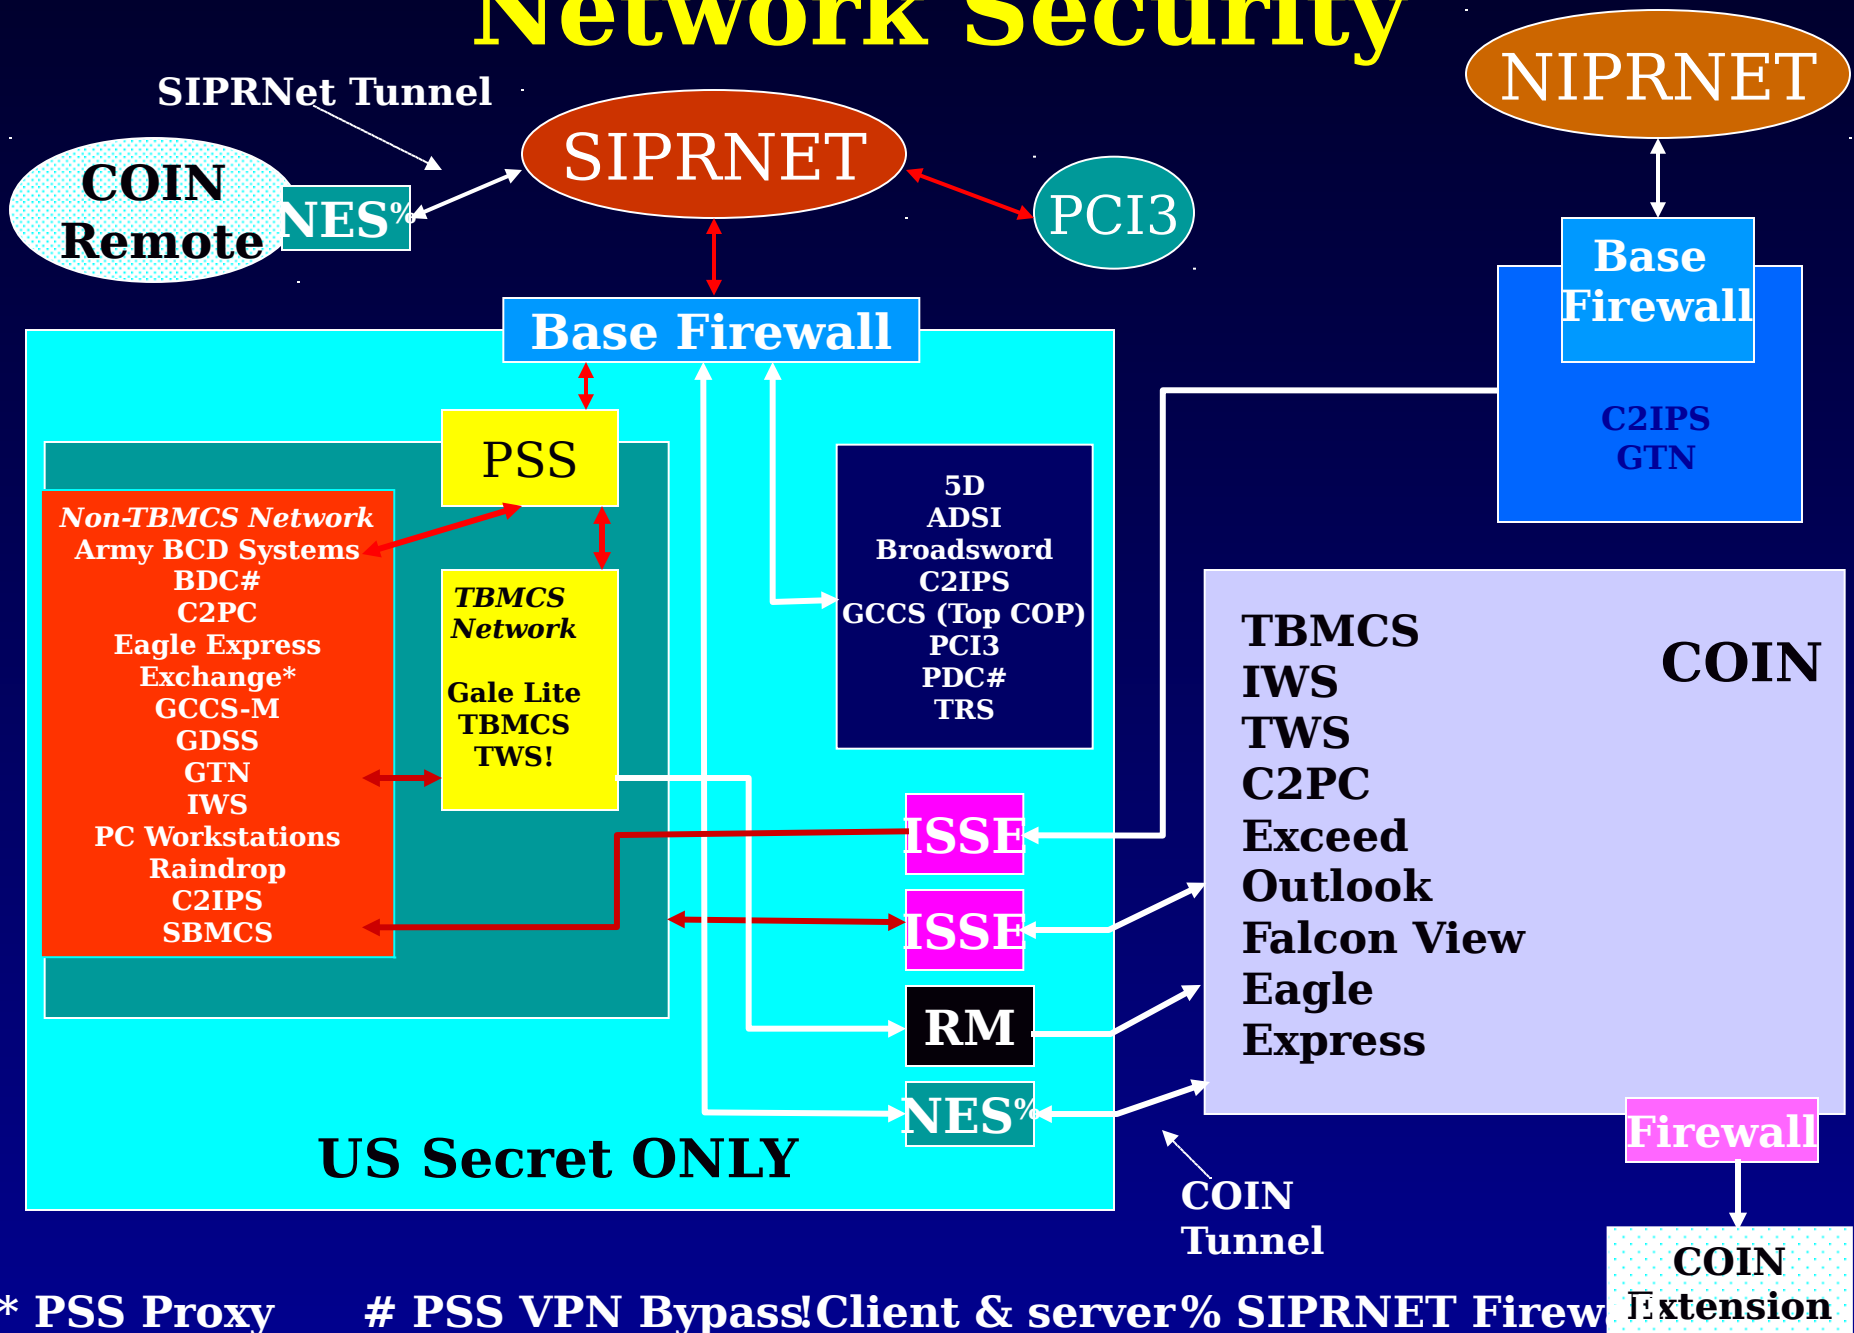 Network Security
NIPRNET
SIPRNet Tunnel
SIPRNET
COIN
Remote
NES%
PCI3
Base
Firewall
C2IPS
GTN
Base Firewall
PSS
Non-TBMCS Network
Army BCD Systems
BDC#
C2PC
Eagle Express
Exchange*
GCCS-M
GDSS
GTN
IWS
PC Workstations
Raindrop
C2IPS
SBMCS
TBMCS
Network
Gale Lite
TBMCS
TWS!
5D
ADSI
Broadsword
C2IPS
GCCS (Top COP)
PCI3
PDC#
TRS
ISSE
ISSE
RM
NES%
US Secret ONLY
TBMCS
IWS
TWS
C2PC
Exceed
Outlook
Falcon View
Eagle
Express
COIN
Firewall
COIN
Tunnel
COIN
Extension
* PSS Proxy
# PSS VPN Bypass
!Client & server
% SIPRNET